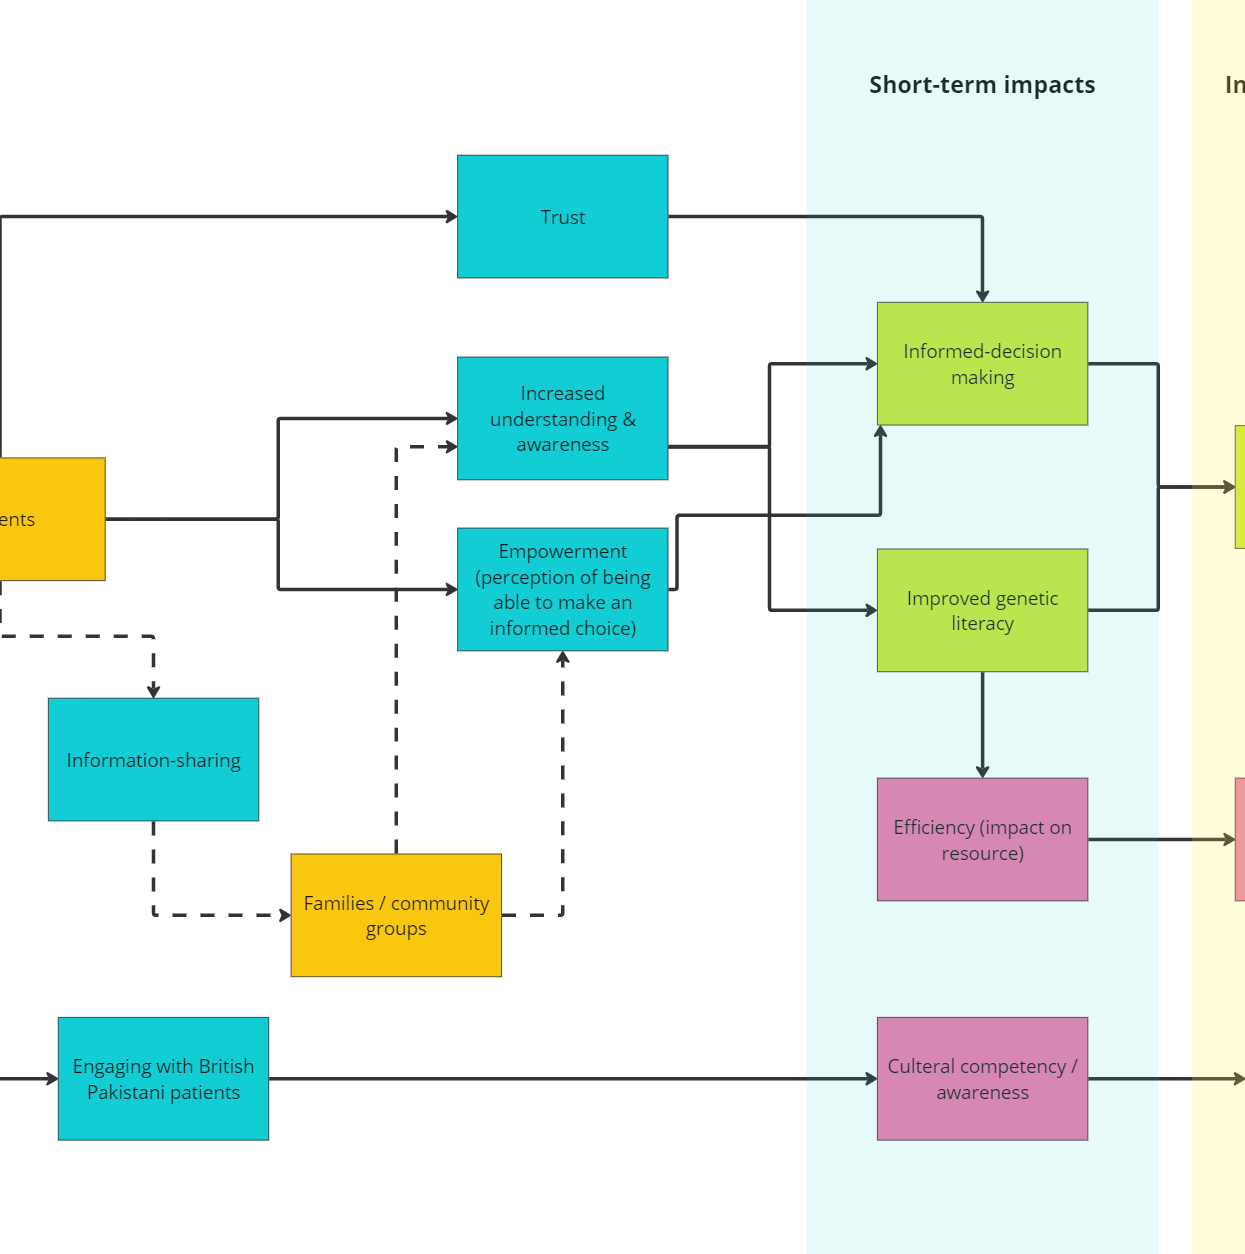 Short-term impacts
In
Trust
Informed-decision
making
Increased
understanding &
awareness
ents
Empowerment
(perception of being
able to make an
informed choice)
Improved genetic
literacy
Information-sharing
Efficiency (impact on
resource)
Families / community
groups
Engaging with British
Pakistani patients
Culteral competency /
awareness